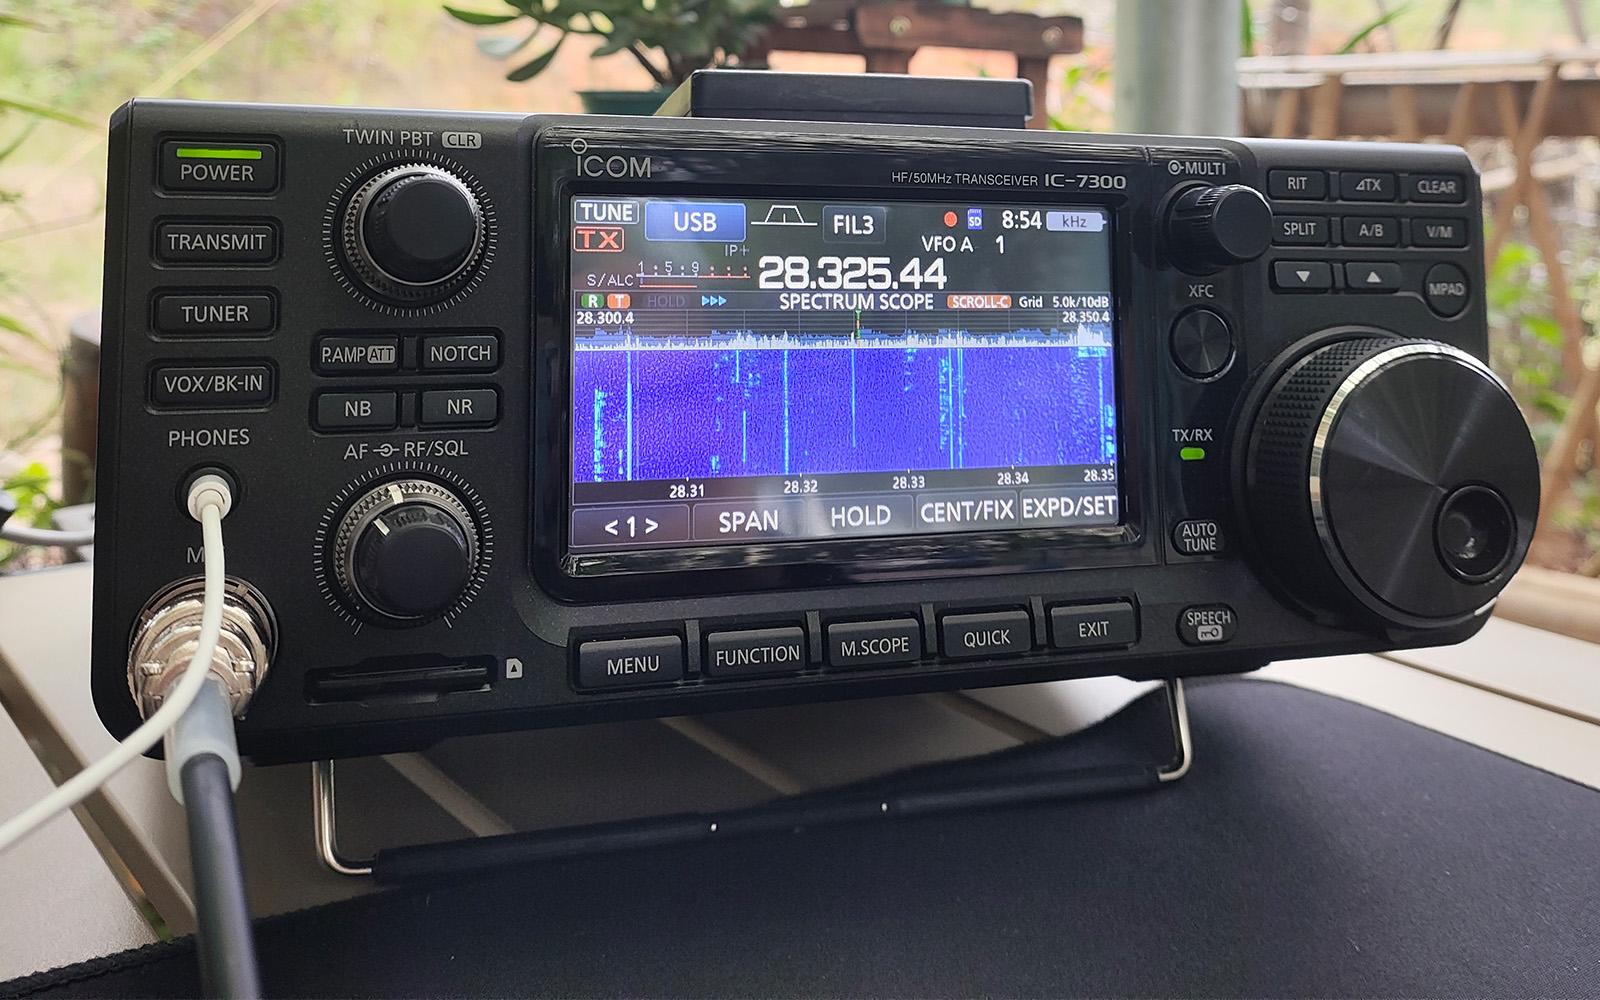 POWER
TRANSMIT
TUNER
VOX/BK-IN
PHONES
TWIN PBT CLR
P.AMP ATT NOTCH
NB NR
AF RF/SQL
ICOM
HF/50MHz TRANSCEIVER IC-7300
TUNE USB FIL3 SD 8:54 kHz
TX IP+ VFO A 1
S/ALC 1 5 9 28.325.44
R T HOLD SPECTRUM SCOPE SCROLL-C Grid 5.0k/10dB
28.300.4 28.350.4
28.31 28.32 28.33 28.34 28.35
<1> SPAN HOLD CENT/FIX EXPD/SET
MENU FUNCTION M.SCOPE QUICK EXIT
MULTI
RIT ⊿TX CLEAR
SPLIT A/B V/M
▼ ▲ MPAD
XFC
TX/RX
AUTO
TUNE
SPEECH